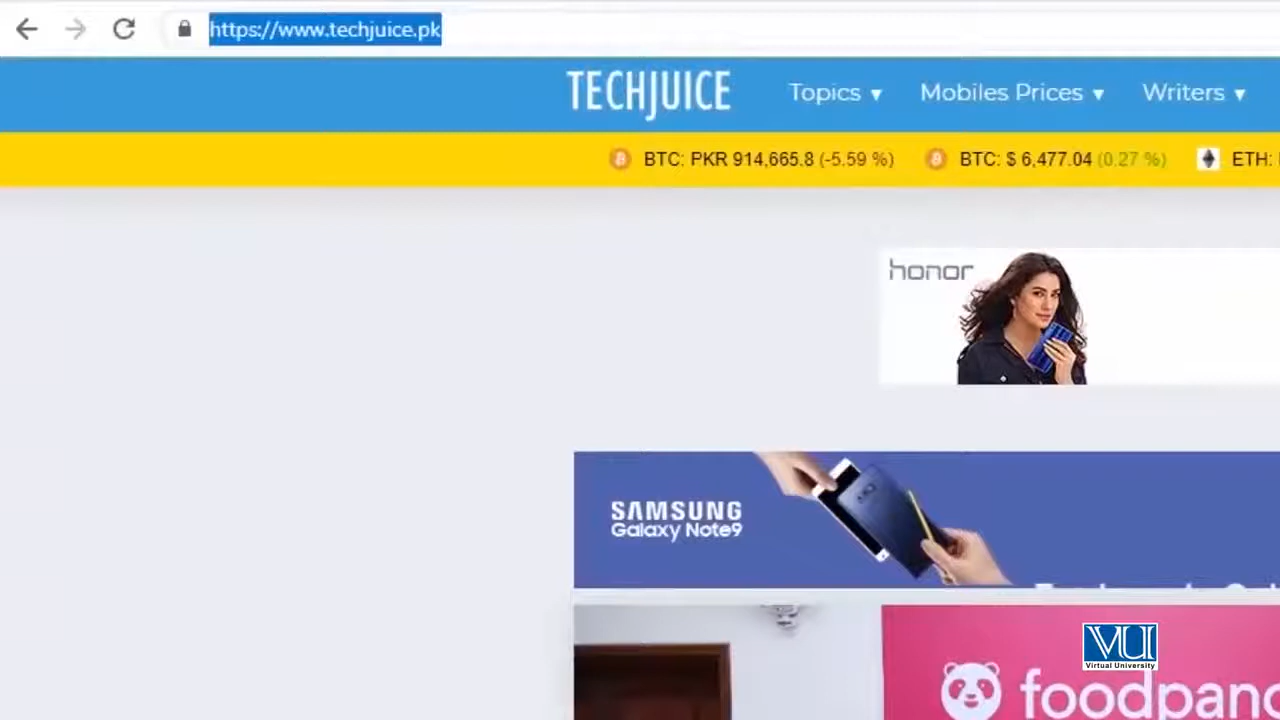 https://www.techjuice.pk
TECHJUICE Topics ▼ Mobiles Prices ▼ Writers ▼
BTC: PKR 914,665.8 (-5.59 %) BTC: $ 6,477.04 (0.27 %) ETH:
honor
SAMSUNG
Galaxy Note9
VU
Virtual University
foodpand